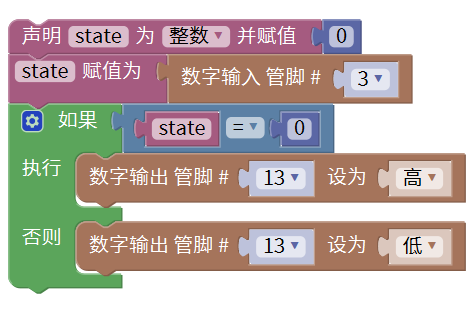 声明 state 为 整数 并赋值 0
state 赋值为 数字输入 管脚 # 3
如果 state = 0
执行 数字输出 管脚 # 13 设为 高
否则 数字输出 管脚 # 13 设为 低